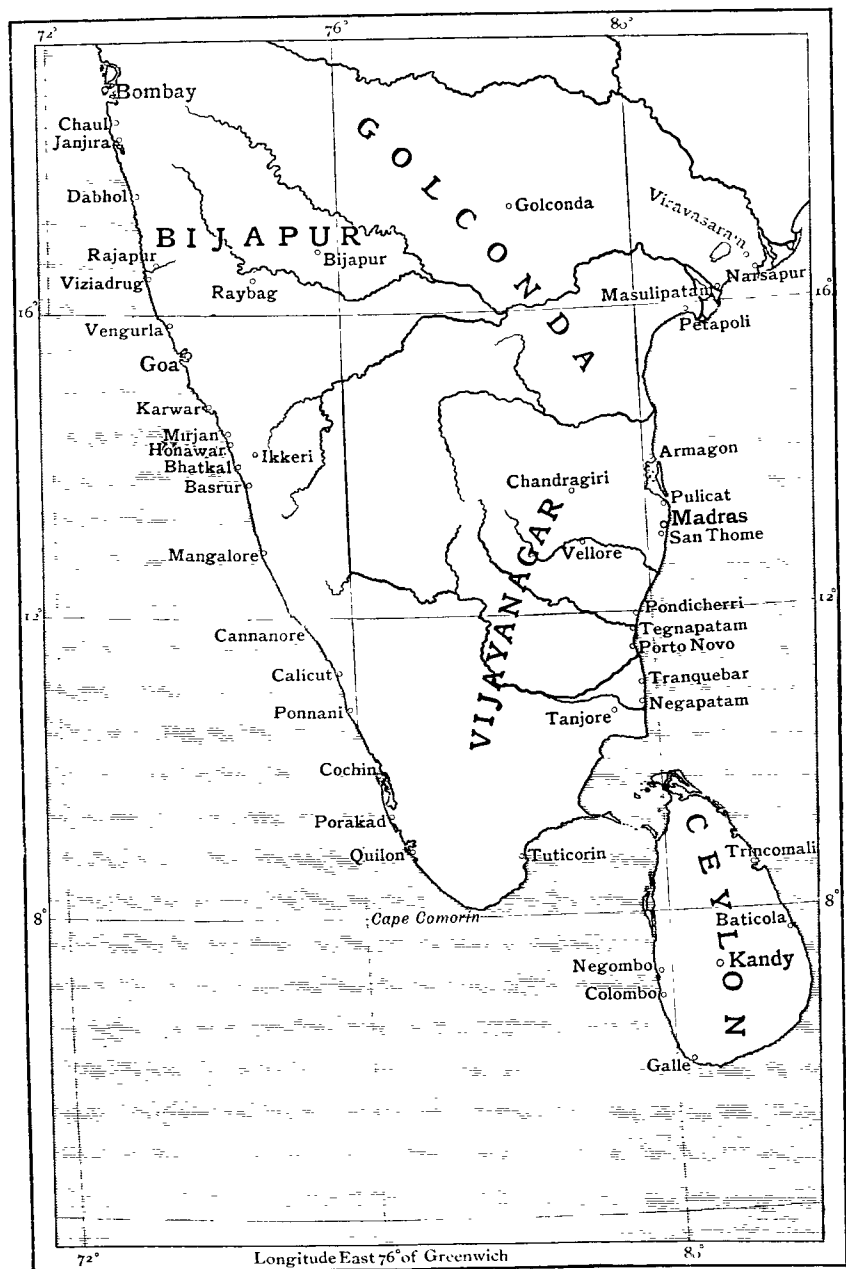 72°
76°
80°
Bombay
Chaul
Janjira
GOLCONDA
Dabhol
Golconda
Viravasaram
BIJAPUR
Bijapur
Rajapur
Viziadrug
Raybag
Masulipatam
Narsapur
16°
16°
Petapoli
Vengurla
Goa
Karwar
Mirjan
Honawar
Ikkeri
Bhatkal
Basrur
Armagon
Chandragiri
Pulicat
Madras
San Thome
Mangalore
Vellore
VIJAYANAGAR
12°
12°
Pondicherri
Tegnapatam
Porto Novo
Cannanore
Calicut
Tranquebar
Negapatam
Ponnani
Tanjore
Cochin
Porakad
CEYLON
Quilon
Tuticorin
Trincomali
8°
8°
Cape Comorin
Baticola
Kandy
Negombo
Colombo
Galle
72°
Longitude East 76° of Greenwich
80°